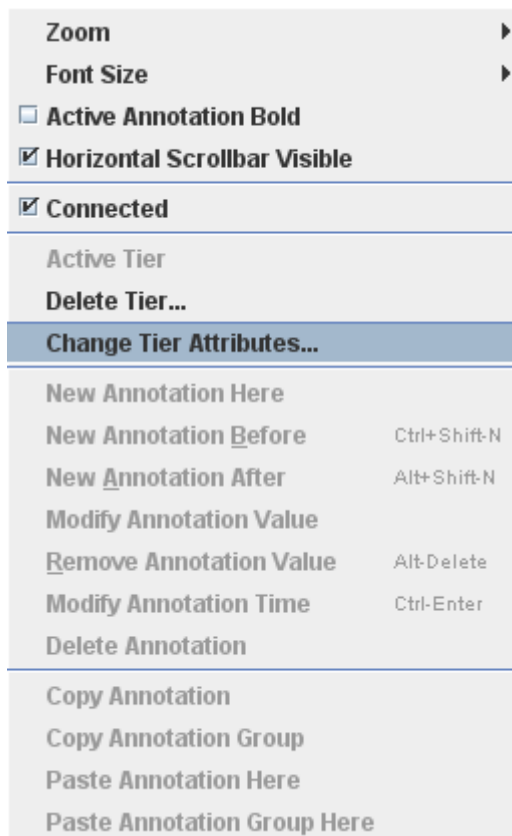 Zoom
Font Size
Active Annotation Bold
Horizontal Scrollbar Visible
Connected
Active Tier
Delete Tier...
Change Tier Attributes...
New Annotation Here
New Annotation Before Ctrl+Shift-N
New Annotation After Alt+Shift-N
Modify Annotation Value
Remove Annotation Value Alt-Delete
Modify Annotation Time Ctrl-Enter
Delete Annotation
Copy Annotation
Copy Annotation Group
Paste Annotation Here
Paste Annotation Group Here